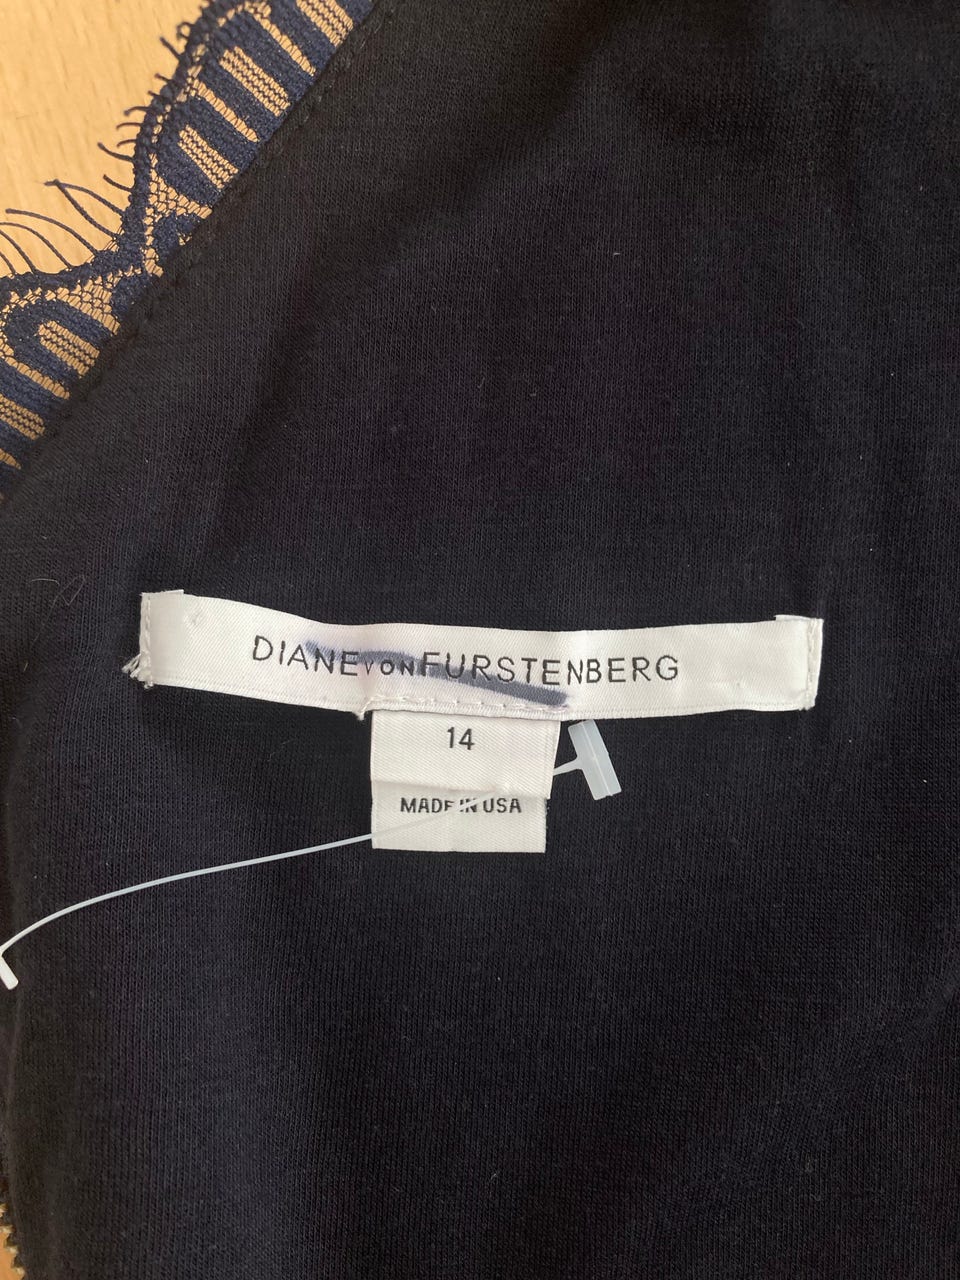 DIANE VON FURSTENBERG
14
MADE IN USA